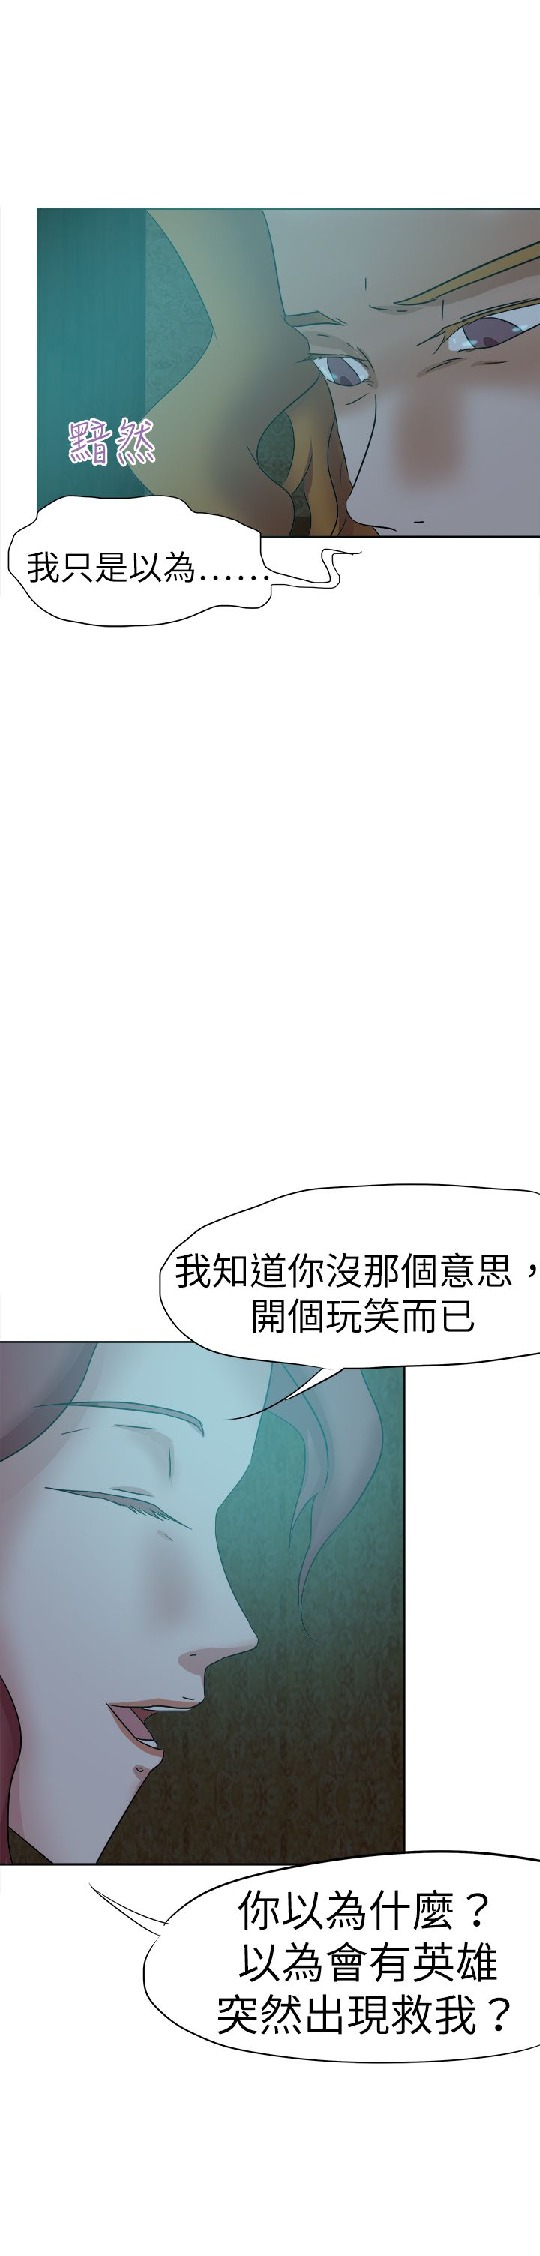 黯然
我只是以為……
我知道你沒那個意思，
開個玩笑而已
你以為什麼？
以為會有英雄
突然出現救我？